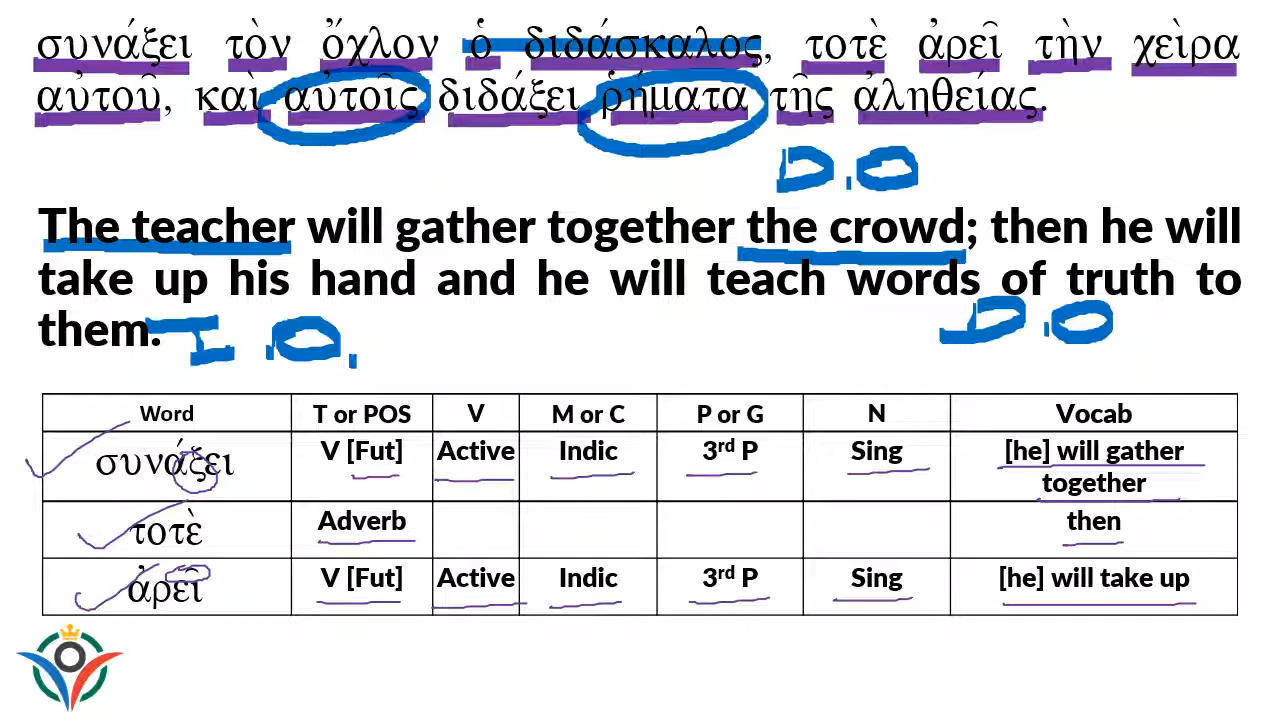 συνάξει τὸν ὄχλον ὁ διδάσκαλος, τοτὲ ἀρεῖ τὴν χεὶρα
αὐτοῦ, καὶ αὐτοῖς διδάξει ῥήματα τῆς ἀληθείας.
D.O
The teacher will gather together the crowd; then he will
take up his hand and he will teach words of truth to
them.
I.O. D.O
Word T or POS V M or C P or G N Vocab
συνάξει V [Fut] Active Indic 3rd P Sing [he] will gather
together
τοτὲ Adverb then
ἀρεῖ V [Fut] Active Indic 3rd P Sing [he] will take up